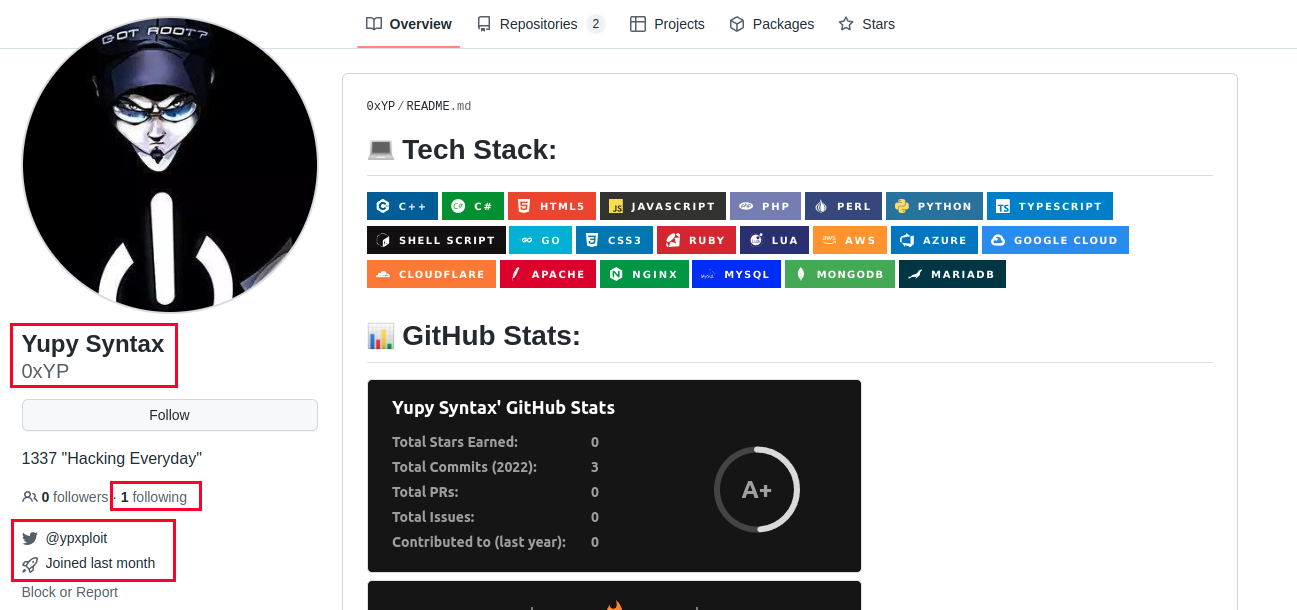 GOT ROOT?
Overview
Repositories 2
Projects
Packages
Stars
Yupy Syntax
0xYP
Follow
1337 "Hacking Everyday"
0 followers · 1 following
@ypxploit
Joined last month
Block or Report
0xYP/README.md
Tech Stack:
C++ C# HTML5 JS JAVASCRIPT php PHP PERL PYTHON TS TYPESCRIPT
SHELL SCRIPT GO CSS3 RUBY LUA aws AWS AZURE GOOGLE CLOUD
CLOUDFLARE APACHE NGINX MYSQL MONGODB MARIADB
GitHub Stats:
Yupy Syntax' GitHub Stats
Total Stars Earned: 0
Total Commits (2022): 3
Total PRs: 0
Total Issues: 0
Contributed to (last year): 0
A+